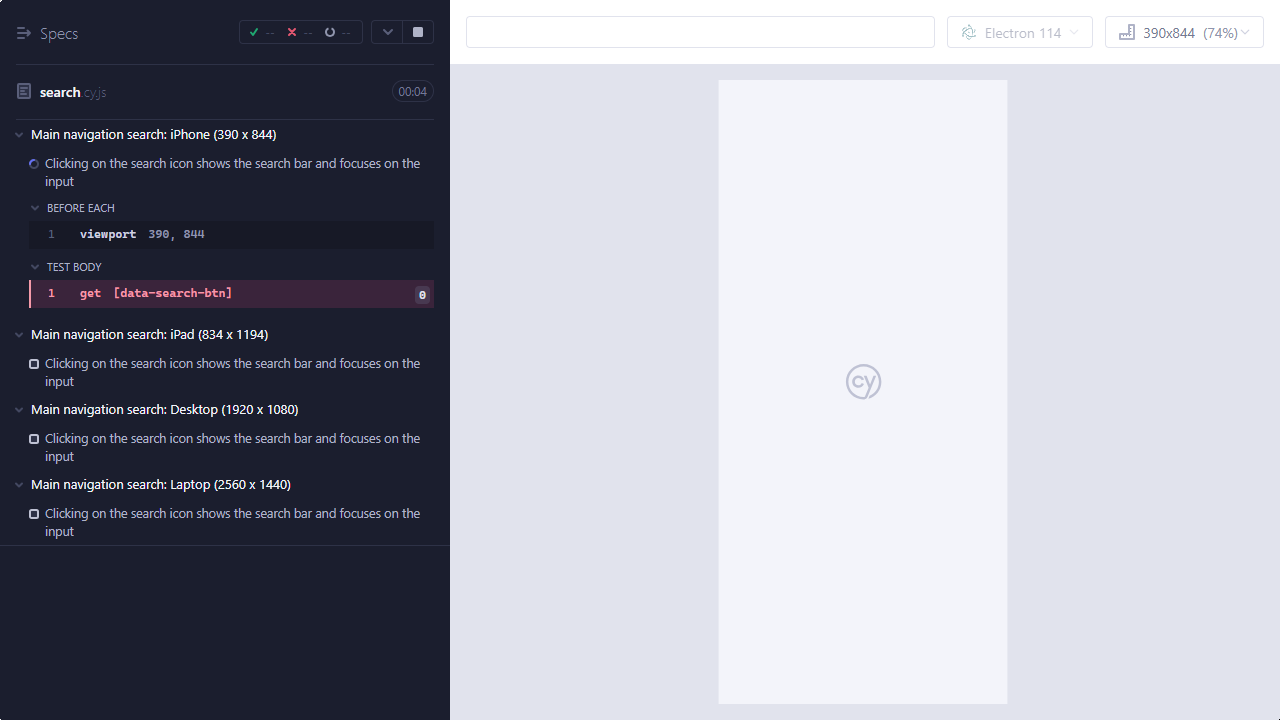 Specs
-- -- --
search.cy.js
00:04
Main navigation search: iPhone (390 x 844)
Clicking on the search icon shows the search bar and focuses on the
input
BEFORE EACH
1 viewport 390, 844
TEST BODY
1 get [data-search-btn] 0
Main navigation search: iPad (834 x 1194)
Clicking on the search icon shows the search bar and focuses on the
input
Main navigation search: Desktop (1920 x 1080)
Clicking on the search icon shows the search bar and focuses on the
input
Main navigation search: Laptop (2560 x 1440)
Clicking on the search icon shows the search bar and focuses on the
input
Electron 114
390x844 (74%)
cy